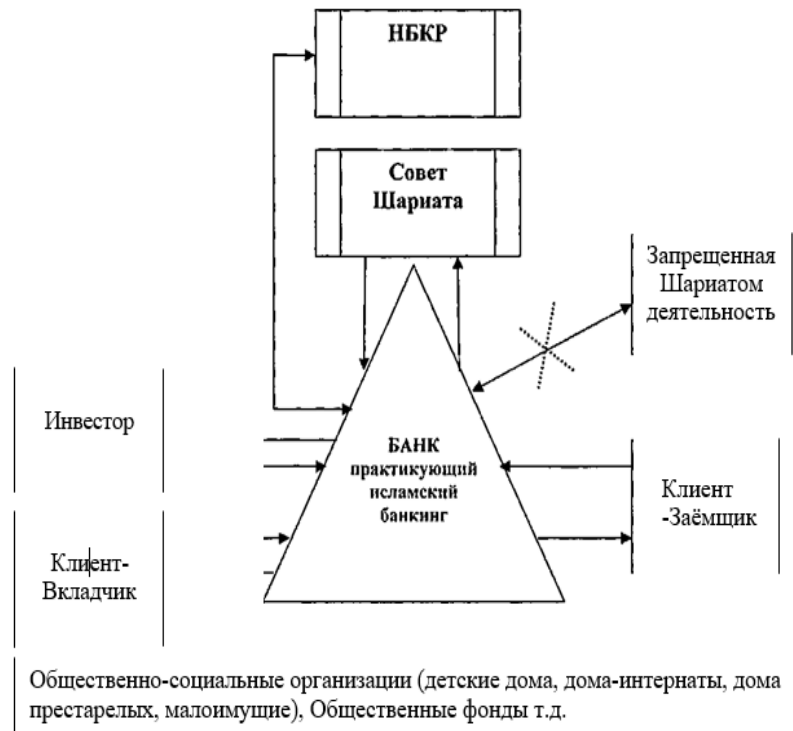 НБКР
Совет
Шариата
Запрещенная
Шариатом
деятельность
Инвестор
БАНК
практикующий
исламский
банкинг
Клиент
-Заёмщик
Клиент-
Вкладчик
Общественно-социальные организации (детские дома, дома-интернаты, дома
престарелых, малоимущие), Общественные фонды т.д.